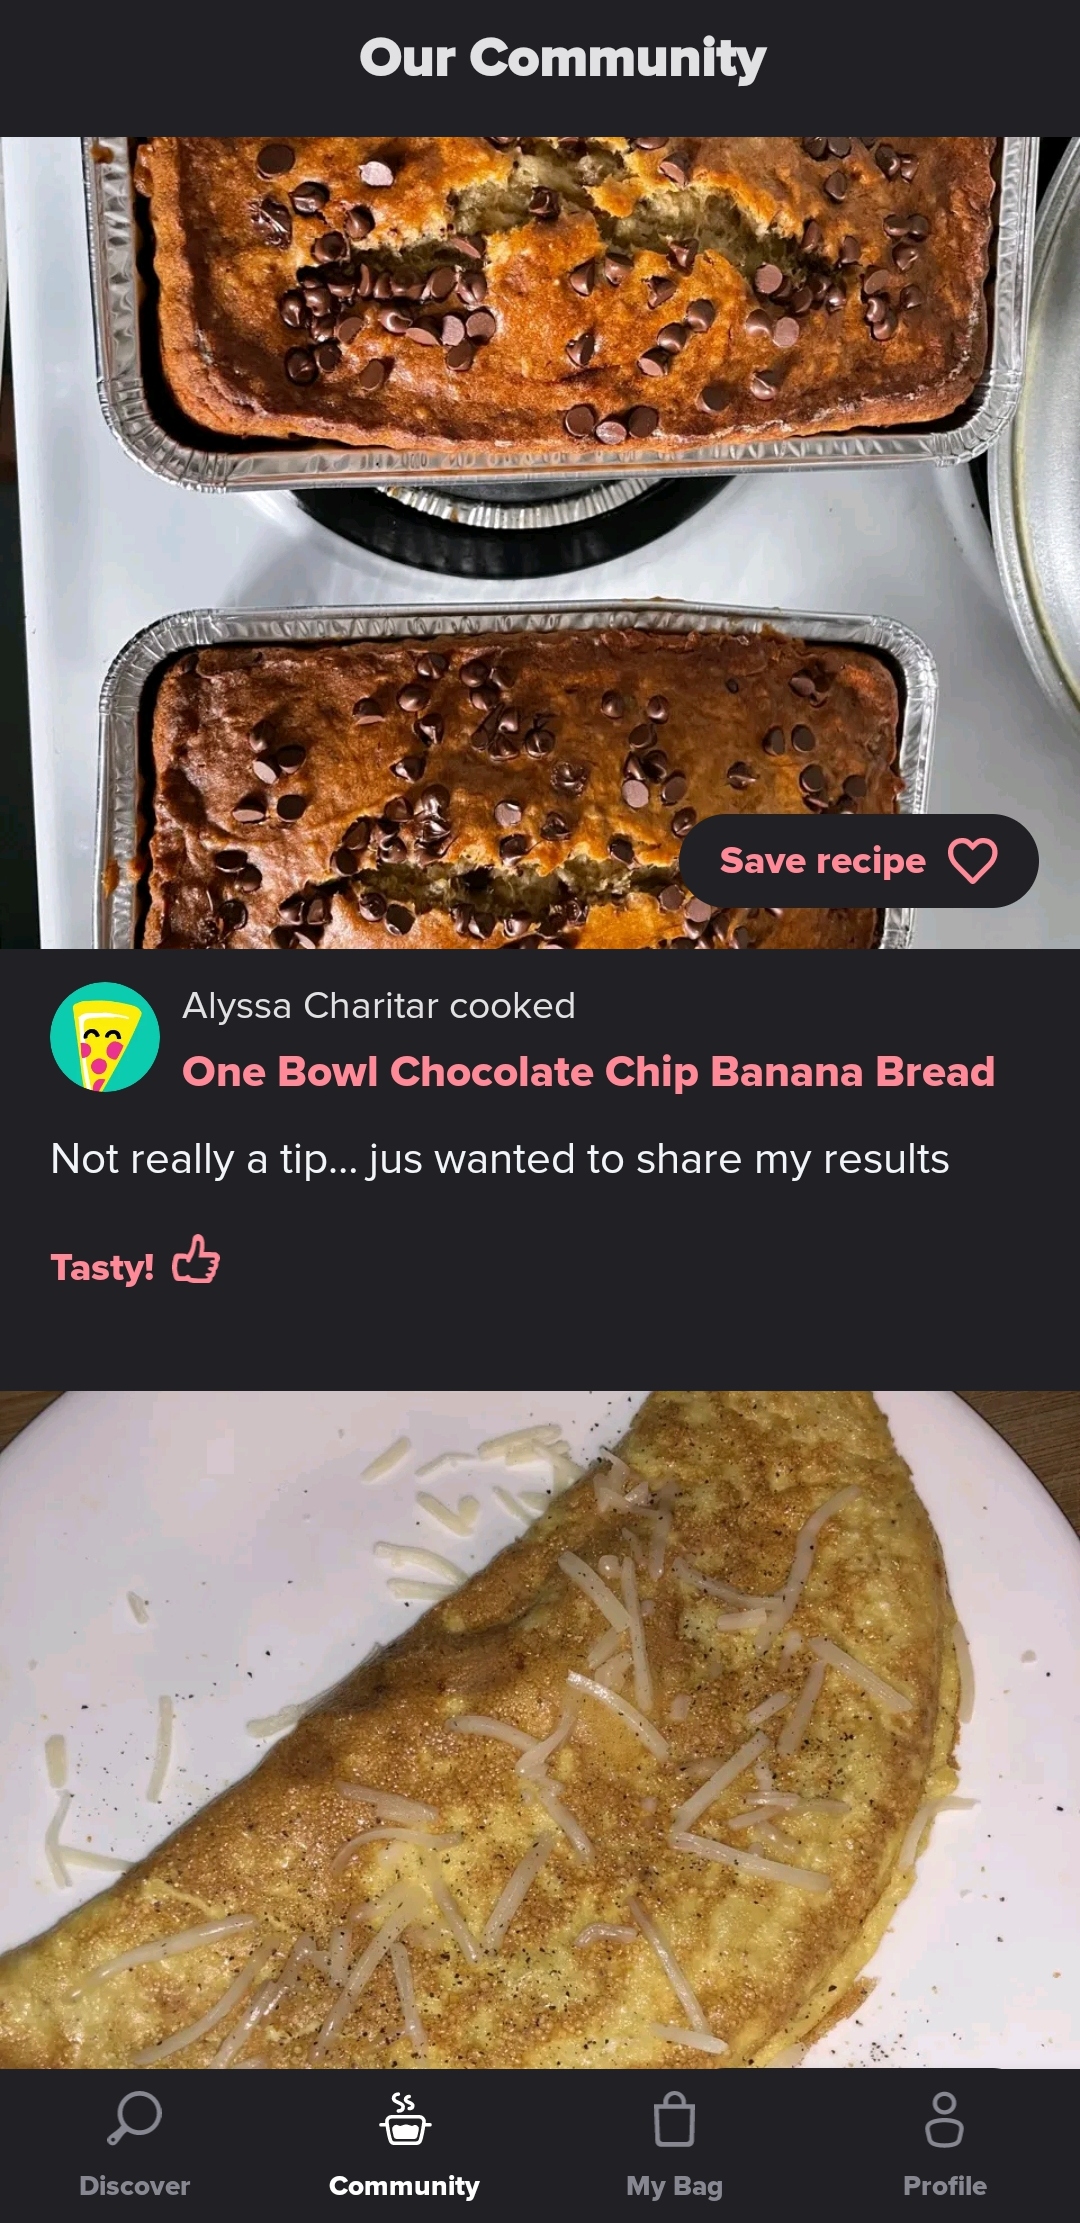 Our Community
Save recipe
Alyssa Charitar cooked
One Bowl Chocolate Chip Banana Bread
Not really a tip... jus wanted to share my results
Tasty!
Discover
Community
My Bag
Profile